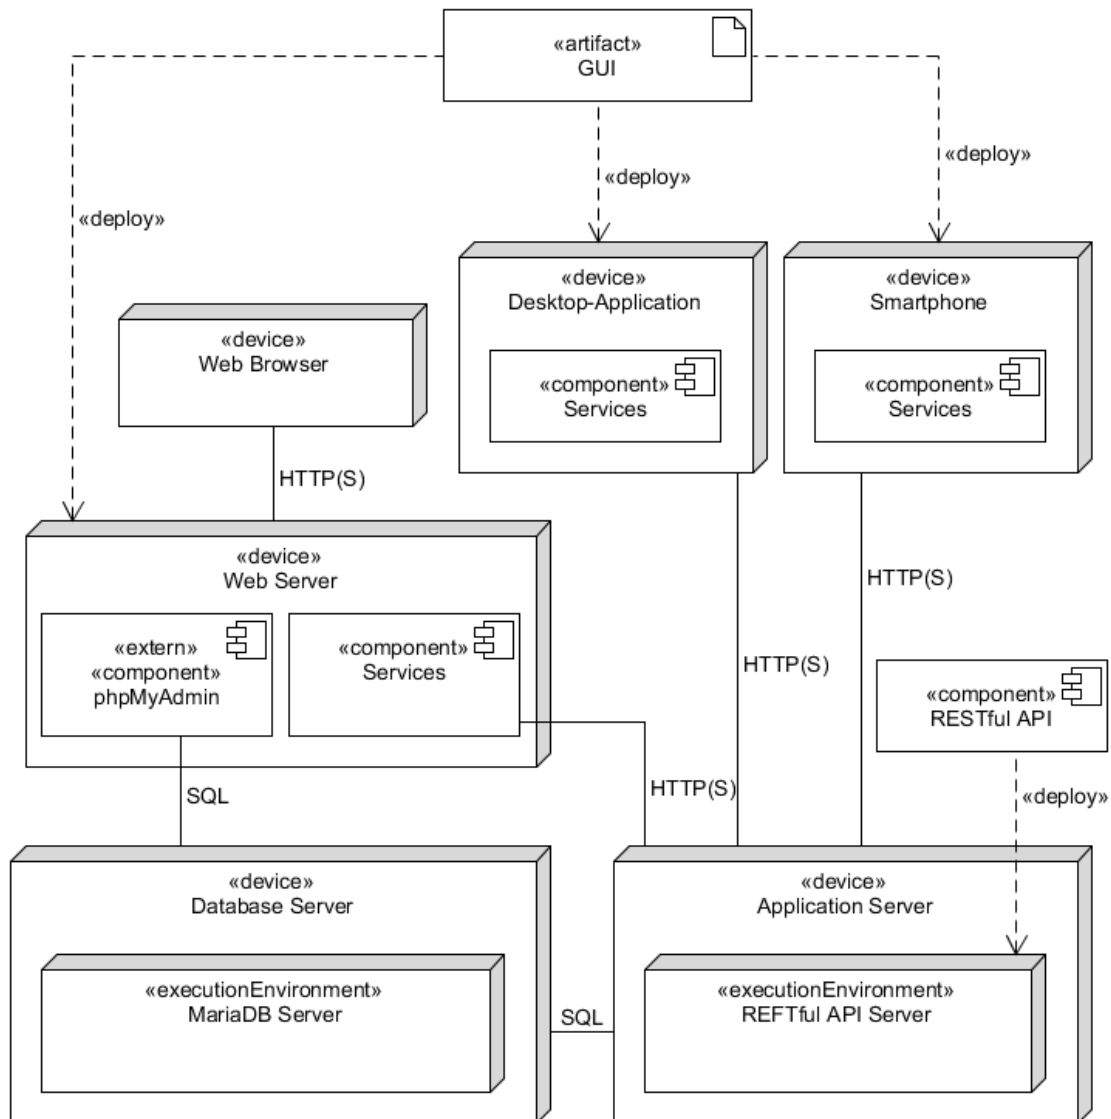 «artifact»
GUI
«deploy»
«deploy»
«deploy»
«device»
Desktop-Application
«component»
Services
«device»
Smartphone
«component»
Services
«device»
Web Browser
HTTP(S)
«device»
Web Server
«extern»
«component»
phpMyAdmin
«component»
Services
HTTP(S)
HTTP(S)
HTTP(S)
«component»
RESTful API
«deploy»
SQL
«device»
Database Server
«executionEnvironment»
MariaDB Server
SQL
«device»
Application Server
«executionEnvironment»
REFTful API Server